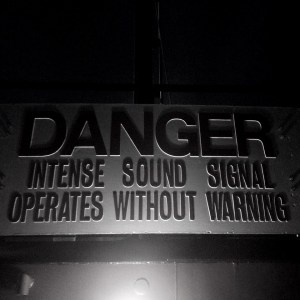 DANGER
INTENSE SOUND SIGNAL
OPERATES WITHOUT WARNING